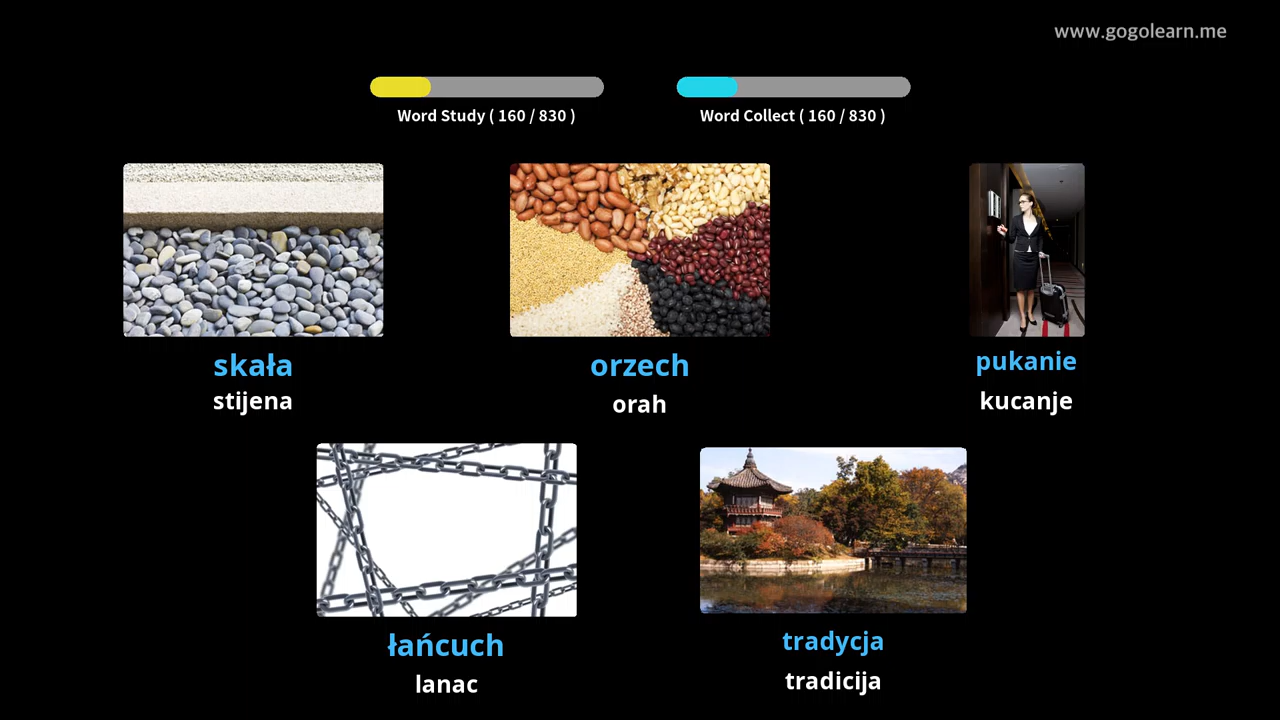 www.gogolearn.me
Word Study ( 160 / 830 )
Word Collect ( 160 / 830 )
skała
stijena
orzech
orah
pukanie
kucanje
łańcuch
lanac
tradycja
tradicija